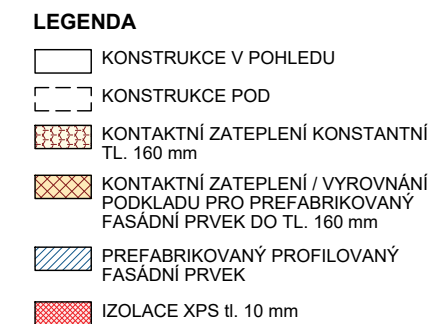 LEGENDA
KONSTRUKCE V POHLEDU
KONSTRUKCE POD
KONTAKTNÍ ZATEPLENÍ KONSTANTNÍ
TL. 160 mm
KONTAKTNÍ ZATEPLENÍ / VYROVNÁNÍ
PODKLADU PRO PREFABRIKOVANÝ
FASÁDNÍ PRVEK DO TL. 160 mm
PREFABRIKOVANÝ PROFILOVANÝ
FASÁDNÍ PRVEK
IZOLACE XPS tl. 10 mm